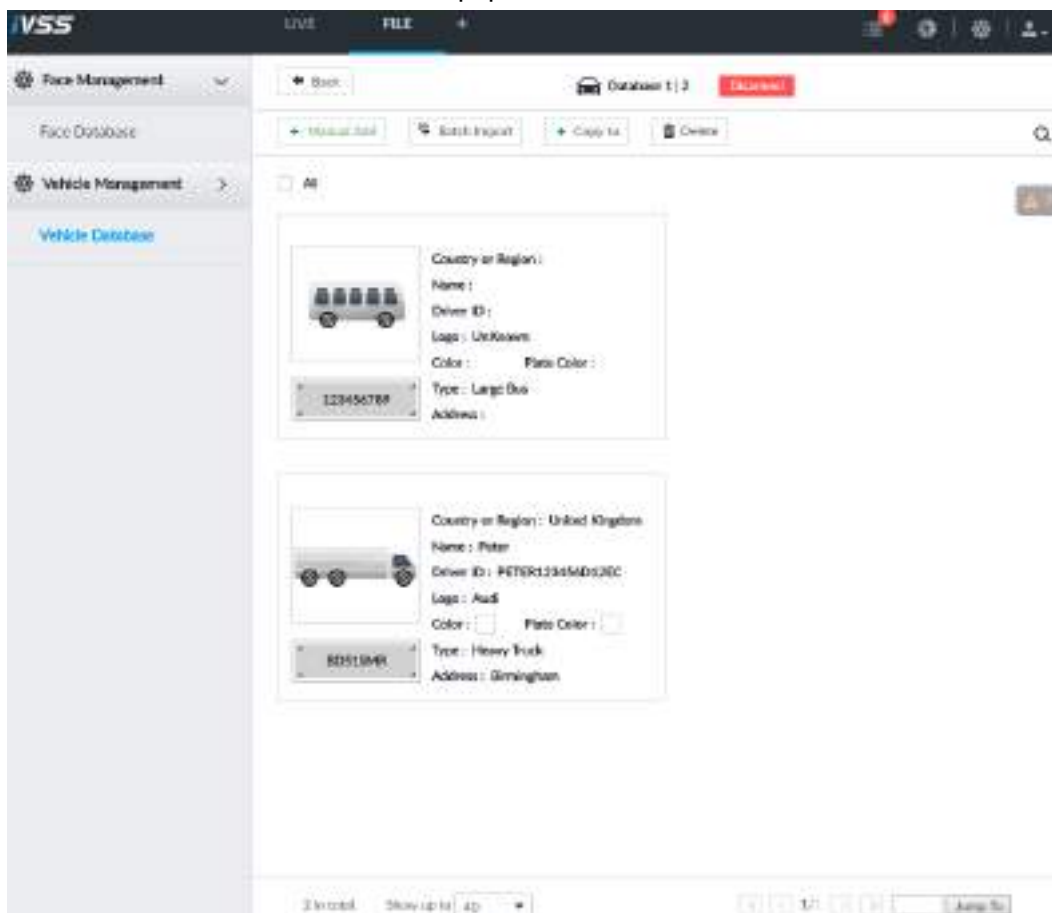 iVSS
LIVE FILE +
Face Management
Back
Database 1 | 2
Face Database
Manual Add Batch Import + Copy to Delete
Vehicle Management
All
Vehicle Database
Country or Region :
Name :
Driver ID :
Logo : UnKnown
Color : Plate Color :
123456789
Type : Large Bus
Address :
Country or Region : United Kingdom
Name : Peter
Driver ID :
Logo : Audi
Color : Plate Color :
Type : Heavy Truck
Address : Birmingham
2 in total. Show up to 40 1/1 Jump To